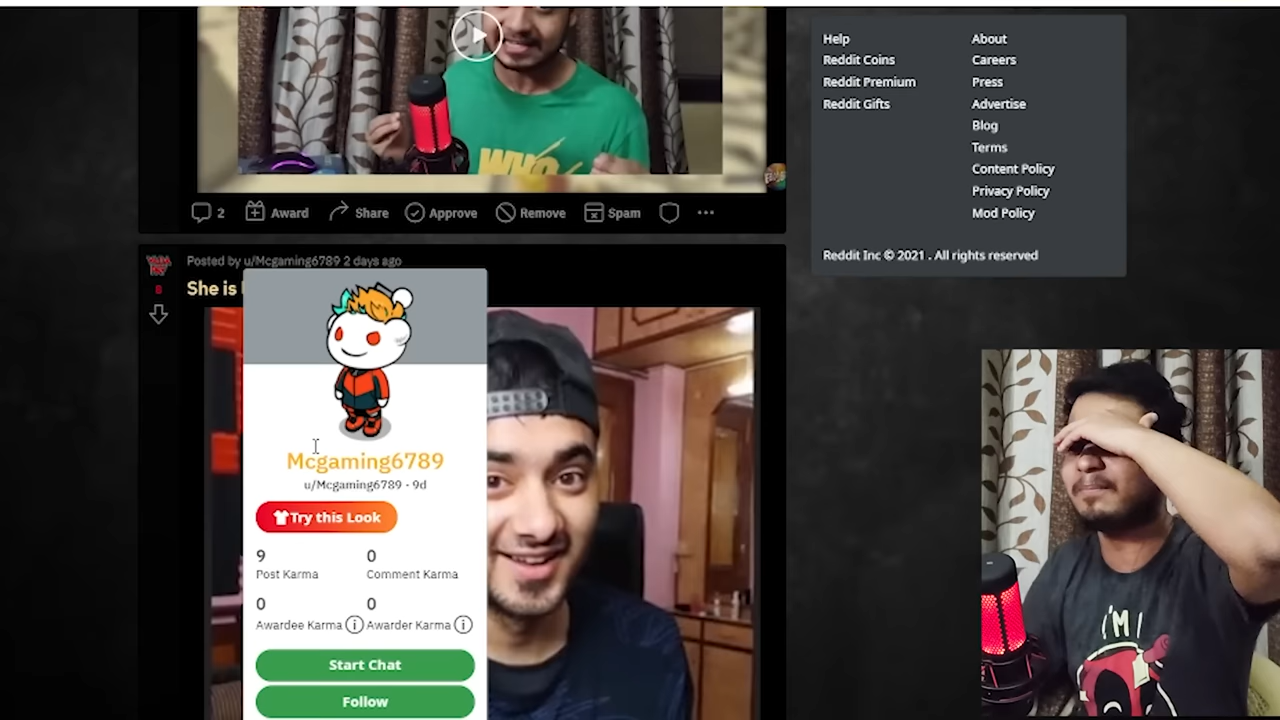 WHO
2
Award
Share
Approve
Remove
Spam
Posted by u/Mcgaming6789 2 days ago
8
She is
Mcgaming6789
u/Mcgaming6789 · 9d
Try this Look
9
0
Post Karma
Comment Karma
0
0
Awardee Karma
Awarder Karma
Start Chat
Follow
Help
About
Reddit Coins
Careers
Reddit Premium
Press
Reddit Gifts
Advertise
Blog
Terms
Content Policy
Privacy Policy
Mod Policy
Reddit Inc © 2021 . All rights reserved
I'M